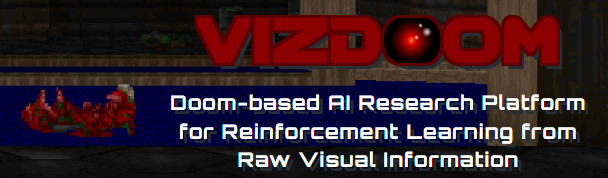 VIZDOOM
Doom-based AI Research Platform
for Reinforcement Learning from
Raw Visual Information